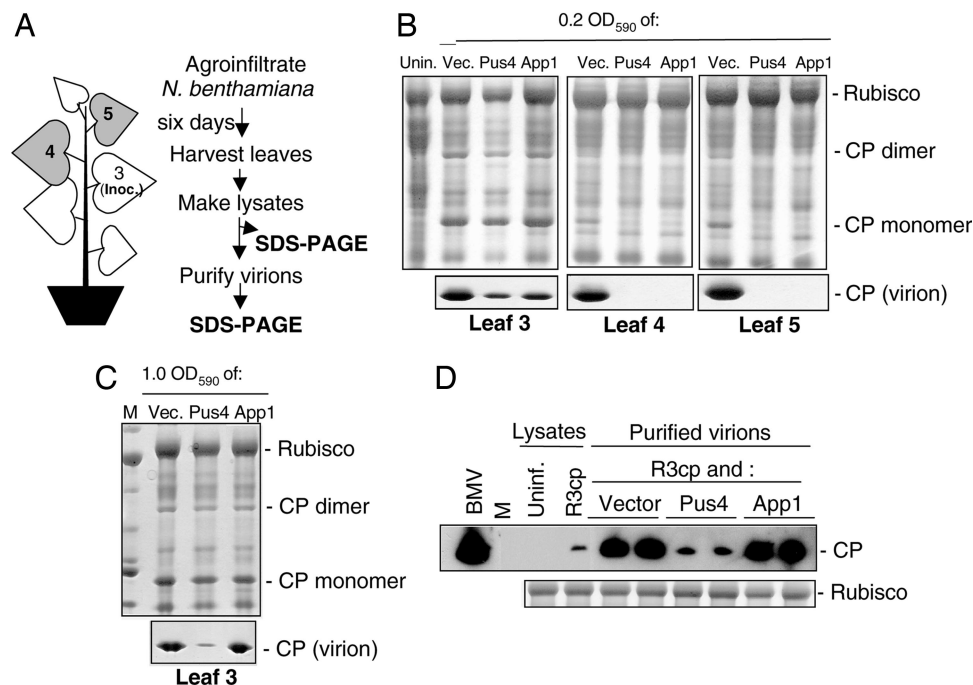 A
5
4
3
(Inoc.)
Agroinfiltrate
N. benthamiana
six days
Harvest leaves
Make lysates
SDS-PAGE
Purify virions
SDS-PAGE
B
0.2 OD590 of:
Unin. Vec. Pus4 App1 Vec. Pus4 App1 Vec. Pus4 App1
- Rubisco
- CP dimer
- CP monomer
- CP (virion)
Leaf 3 Leaf 4 Leaf 5
C
1.0 OD590 of:
M Vec. Pus4 App1
- Rubisco
- CP dimer
- CP monomer
- CP (virion)
Leaf 3
D
Lysates Purified virions
R3cp and :
BMV M Uninf. R3cp Vector Pus4 App1
- CP
- Rubisco